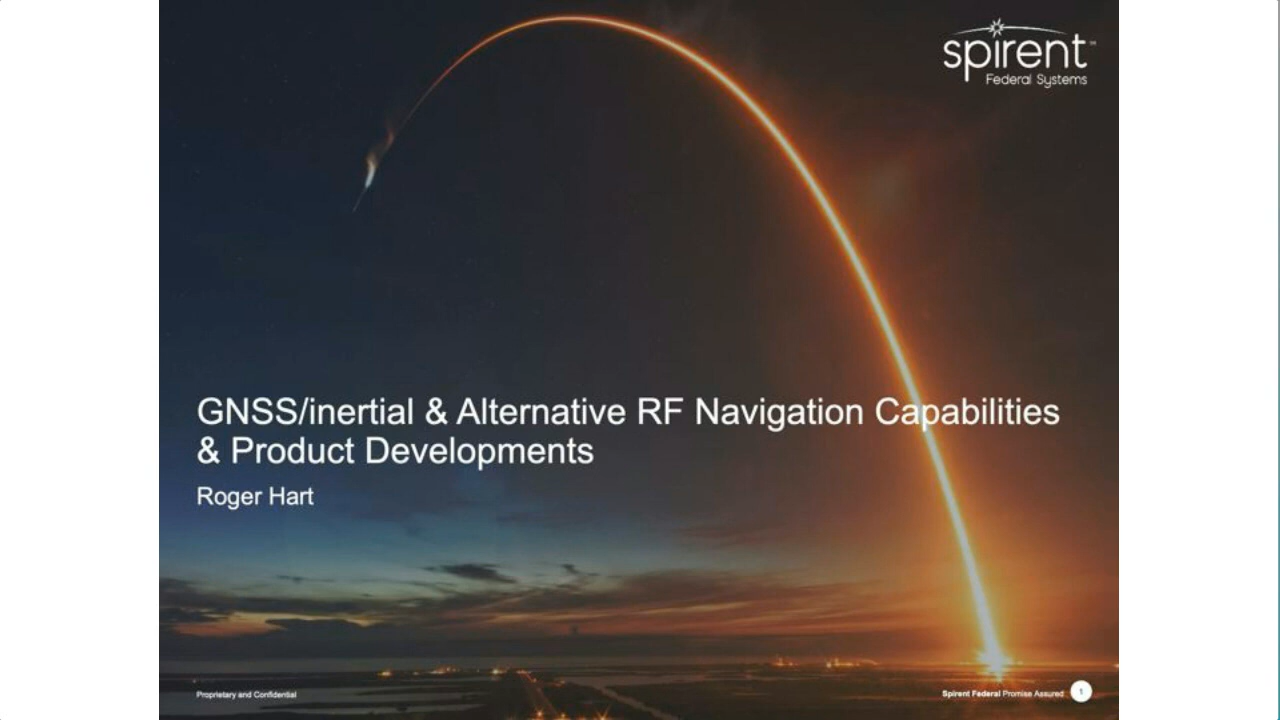 spirent
Federal Systems
GNSS/inertial & Alternative RF Navigation Capabilities
& Product Developments
Roger Hart
Proprietary and Confidential
Spirent Federal Promise Assured
1